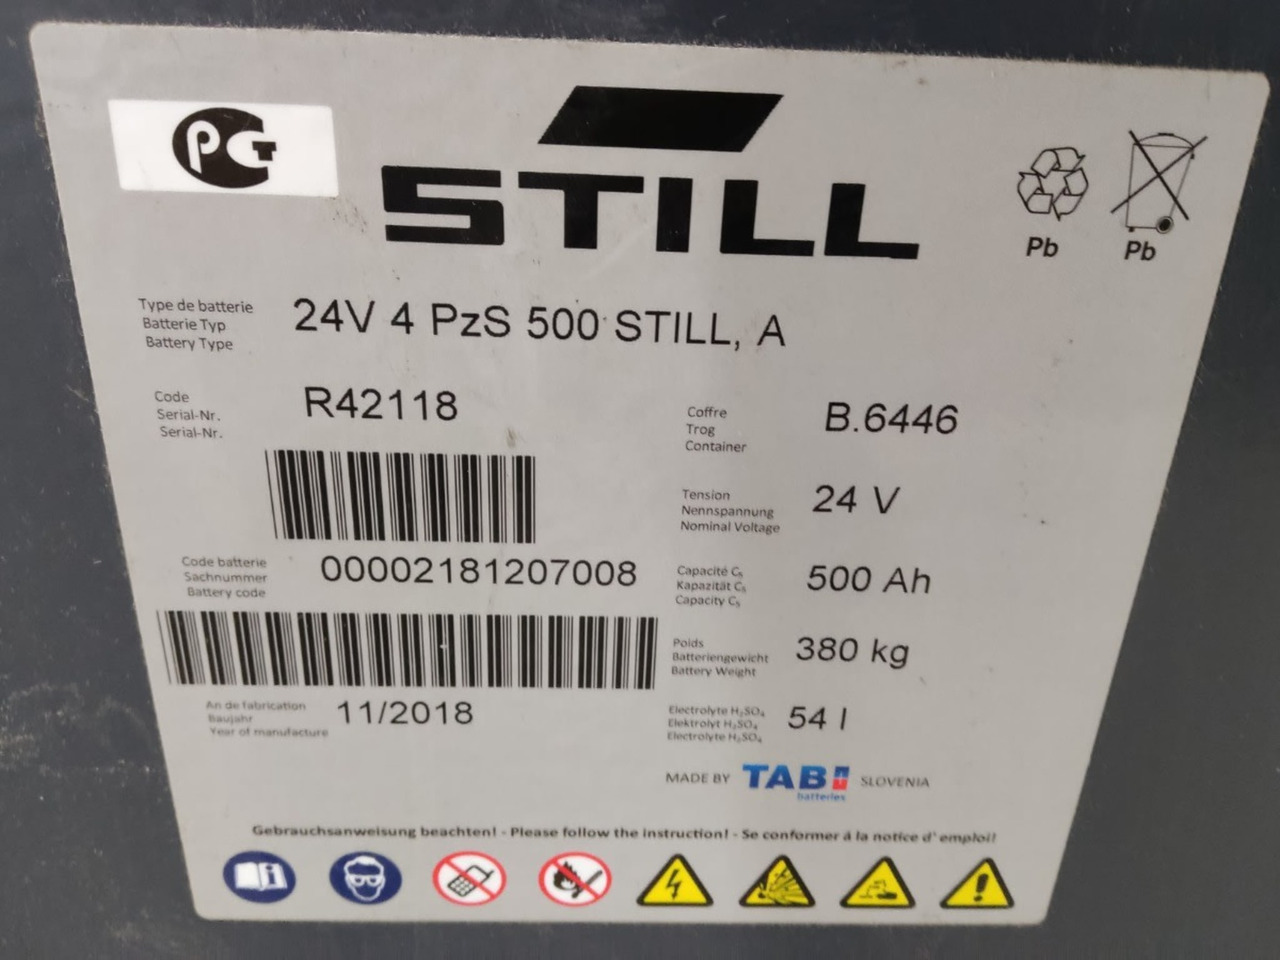 PCT
STILL
Pb
Pb
Type de batterie
Batterie Typ
Battery Type
24V 4 PzS 500 STILL, A
Code
Serial-Nr.
Serial-Nr.
R42118
Coffre
Trog
Container
B.6446
Tension
Nennspannung
Nominal Voltage
24 V
Code batterie
Sachnummer
Battery code
00002181207008
Capacité C₅
Kapazität C₅
Capacity C₅
500 Ah
Poids
Batteriengewicht
Battery Weight
380 kg
An de fabrication
Baujahr
Year of manufacture
11/2018
Electrolyte H₂SO₄
Elektrolyt H₂SO₄
Electrolyte H₂SO₄
54 l
MADE BY TAB batteries SLOVENIA
Gebrauchsanweisung beachten! - Please follow the instruction! - Se conformer á la notice d' emploi!